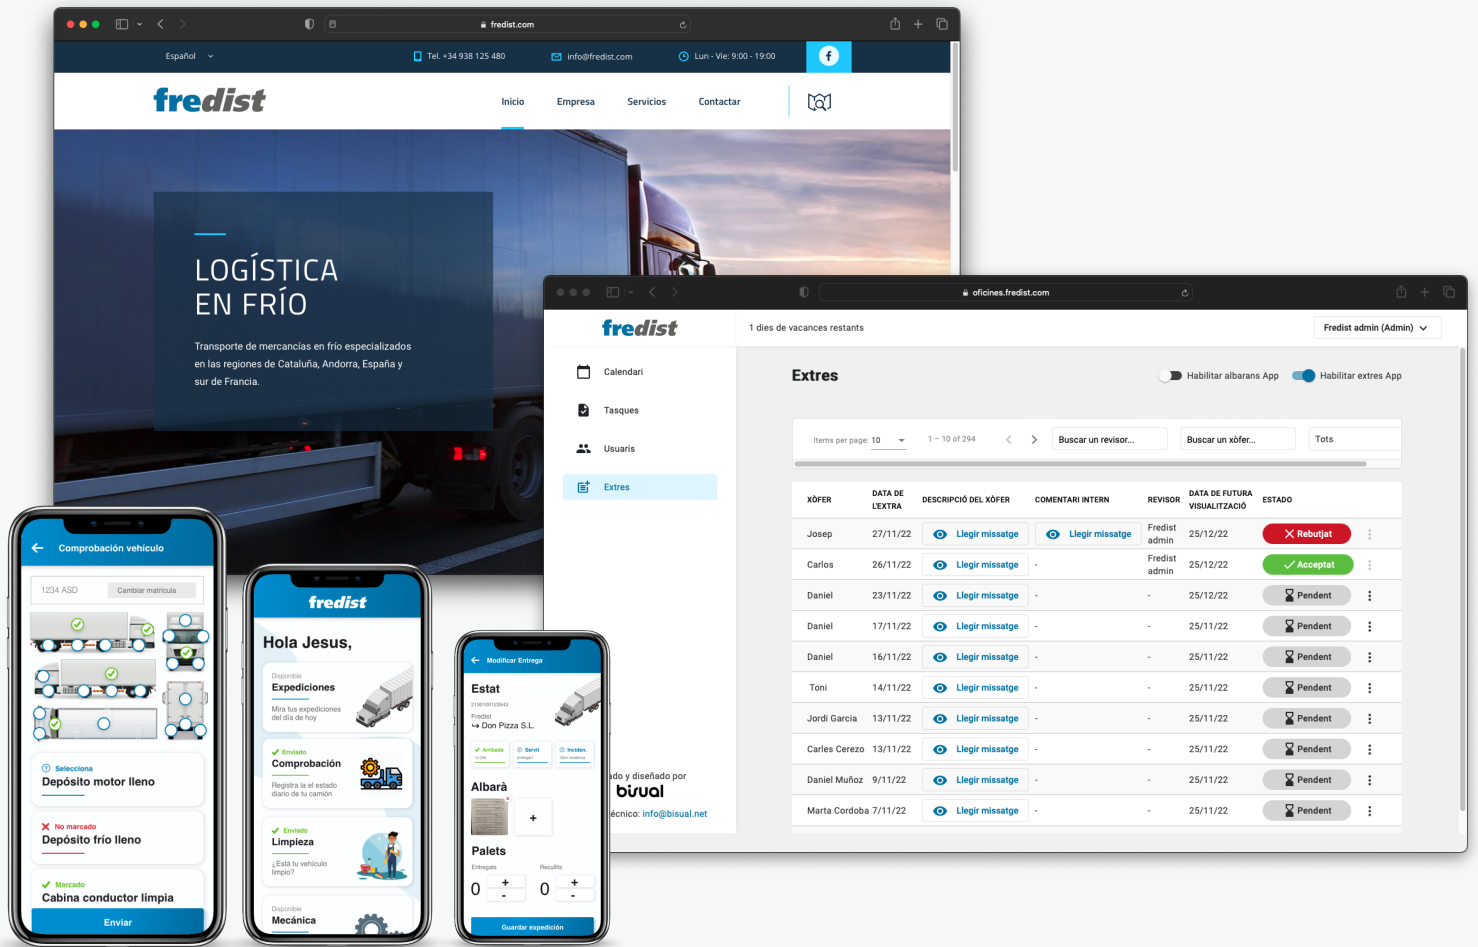 fredist.com
Español
Tel. +34 938 125 480
info@fredist.com
Lun - Vie: 9:00 - 19:00
fredist
Inicio
Empresa
Servicios
Contactar
LOGÍSTICA
EN FRÍO
Transporte de mercancías en frío especializados
en las regiones de Cataluña, Andorra, España y
sur de Francia.
oficines.fredist.com
fredist
1 dies de vacances restants
Fredist admin (Admin)
Calendari
Tasques
Usuaris
Extres
ado y diseñado por
bisual
écnico: info@bisual.net
Extres
Habilitar albarans App
Habilitar extres App
Items per page: 10
1 – 10 of 294
Buscar un revisor...
Buscar un xòfer...
Tots
XÒFER DATA DE L'EXTRA DESCRIPCIÓ DEL XÒFER COMENTARI INTERN REVISOR DATA DE FUTURA VISUALITZACIÓ ESTADO
Josep 27/11/22 Llegir missatge Llegir missatge Fredist admin 25/12/22 Rebutjat
Carlos 26/11/22 Llegir missatge - Fredist admin 25/12/22 Acceptat
Daniel 23/11/22 Llegir missatge - - 25/12/22 Pendent
Daniel 17/11/22 Llegir missatge - - 25/11/22 Pendent
Daniel 16/11/22 Llegir missatge - - 25/11/22 Pendent
Toni 14/11/22 Llegir missatge - - 25/11/22 Pendent
Jordi Garcia 13/11/22 Llegir missatge - - 25/11/22 Pendent
Carles Cerezo 13/11/22 Llegir missatge - - 25/11/22 Pendent
Daniel Muñoz 9/11/22 Llegir missatge - - 25/11/22 Pendent
Marta Cordoba 7/11/22 Llegir missatge - - 25/11/22 Pendent
Comprobación vehículo
1234 ASD
Cambiar matricula
Selecciona
Depósito motor lleno
No marcado
Depósito frío lleno
Marcado
Cabina conductor limpia
Enviar
fredist
Hola Jesus,
Disponible
Expediciones
Mira tus expediciones
del día de hoy
Enviado
Comprobación
Registra la el estado
diario de tu camión
Enviado
Limpieza
¿Está tu vehículo
limpio?
Disponible
Mecánica
Modificar Entrega
Estat
2130100123543
Fredist
↪ Don Pizza S.L.
Arribada
Servit
Inciden.
Albarà
+
Palets
Entregats
Recullits
0 + -
0 + -
Guardar expedición